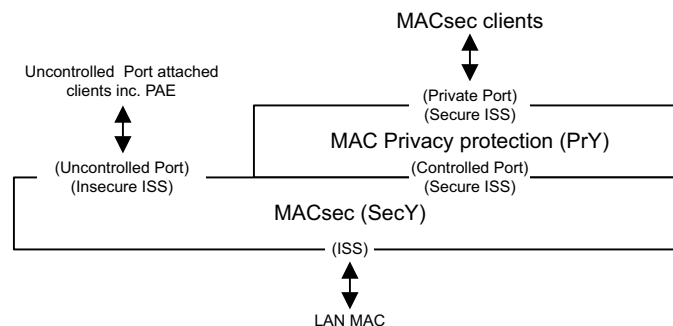 MACsec clients
Uncontrolled Port attached
clients inc. PAE
(Private Port)
(Secure ISS)
MAC Privacy protection (PrY)
(Uncontrolled Port)
(Insecure ISS)
(Controlled Port)
(Secure ISS)
MACsec (SecY)
(ISS)
LAN MAC